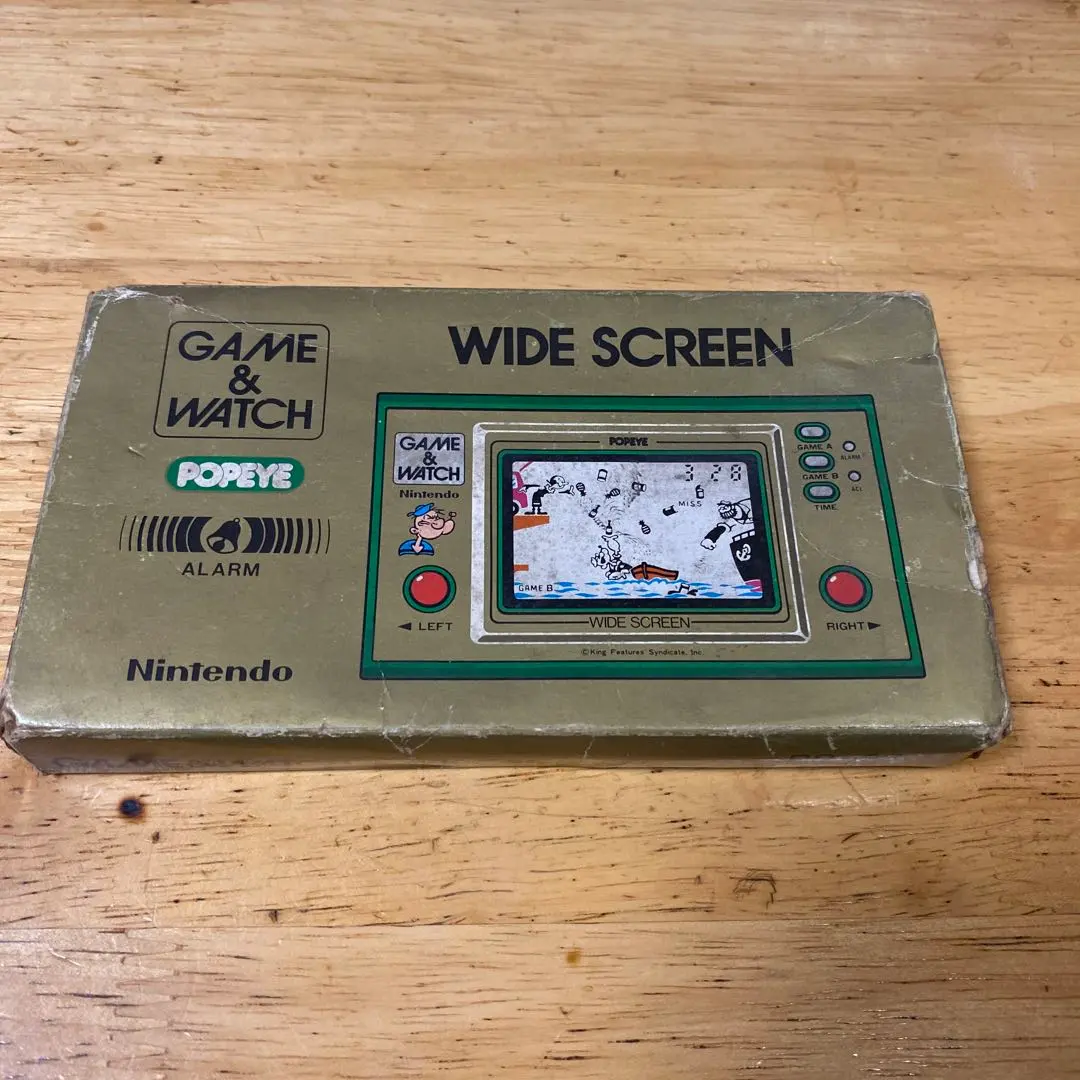 GAME
&
WATCH
WIDE SCREEN
POPEYE
ALARM
Nintendo
GAME
&
WATCH
Nintendo
◀ LEFT
POPEYE
328
MISS
GAME B
WIDE SCREEN
© King Features Syndicate, Inc.
GAME A
ALARM
GAME B
ACL
TIME
RIGHT ▶